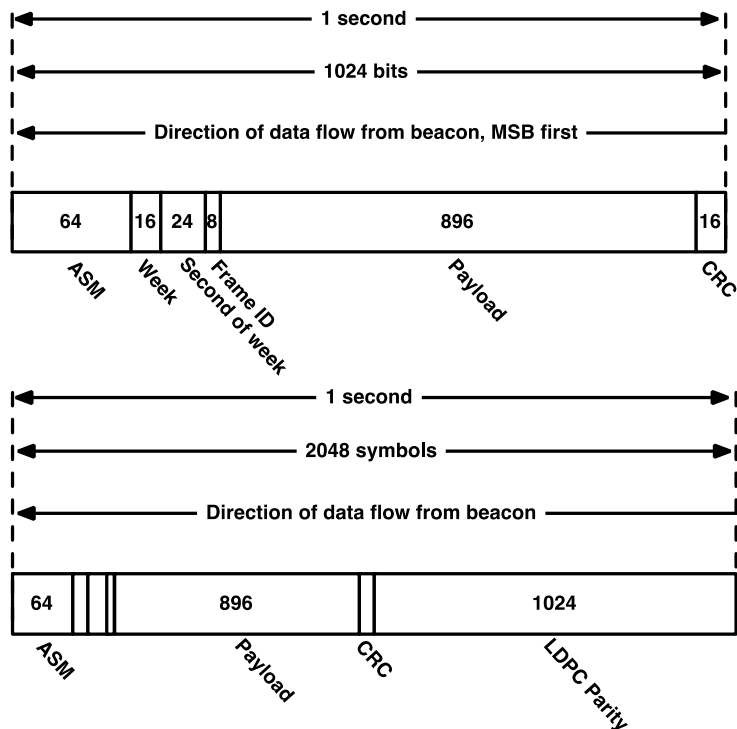 1 second
1024 bits
Direction of data flow from beacon, MSB first
64 16 24 8 896 16
ASM Week Second of week Frame ID Payload CRC
1 second
2048 symbols
Direction of data flow from beacon
64 896 1024
ASM Payload CRC LDPC Parity